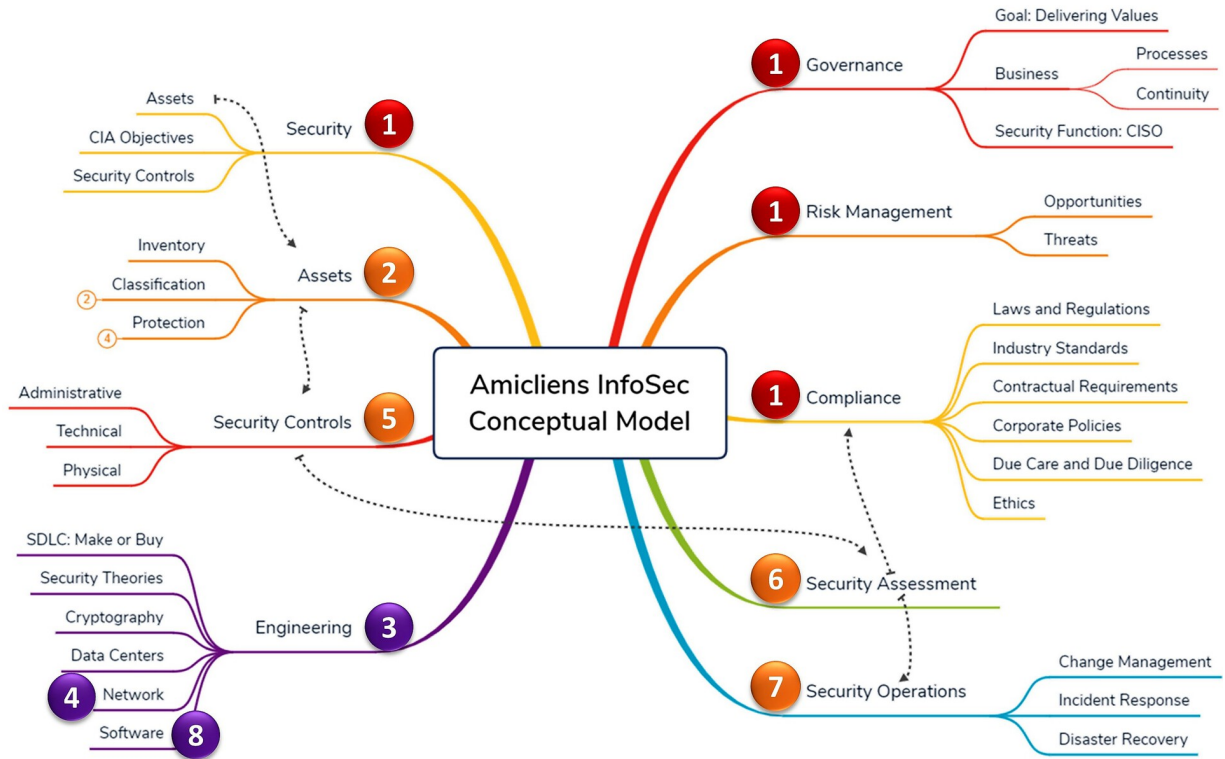 Amicliens InfoSec
Conceptual Model
1
Security
Assets
CIA Objectives
Security Controls
2
Assets
Inventory
Classification
2
Protection
4
5
Security Controls
Administrative
Technical
Physical
3
Engineering
SDLC: Make or Buy
Security Theories
Cryptography
Data Centers
4
Network
Software
8
1
Governance
Goal: Delivering Values
Business
Processes
Continuity
Security Function: CISO
1
Risk Management
Opportunities
Threats
1
Compliance
Laws and Regulations
Industry Standards
Contractual Requirements
Corporate Policies
Due Care and Due Diligence
Ethics
6
Security Assessment
7
Security Operations
Change Management
Incident Response
Disaster Recovery